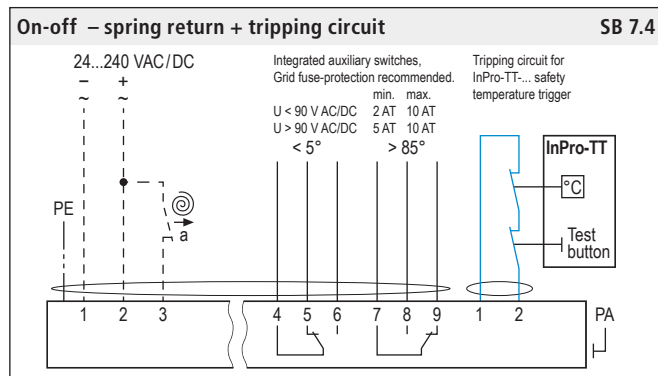 On-off – spring return + tripping circuit SB 7.4
24...240 VAC/DC
– +
~ ~
Integrated auxiliary switches,
Grid fuse-protection recommended.
min. max.
U < 90 V AC/DC 2 AT 10 AT
U > 90 V AC/DC 5 AT 10 AT
< 5° > 85°
Tripping circuit for
InPro-TT-... safety
temperature trigger
InPro-TT
°C
Test
button
PE
a
1 2 3 4 5 6 7 8 9 1 2 PA